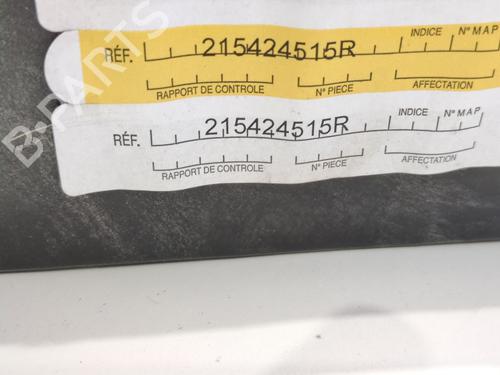 INDICE N° MAP
RÉF. 215424515R
RAPPORT DE CONTROLE N° PIECE AFFECTATION
INDICE N° MAP
RÉF. 215424515R
RAPPORT DE CONTROLE N° PIECE AFFECTATION
B-PARTS